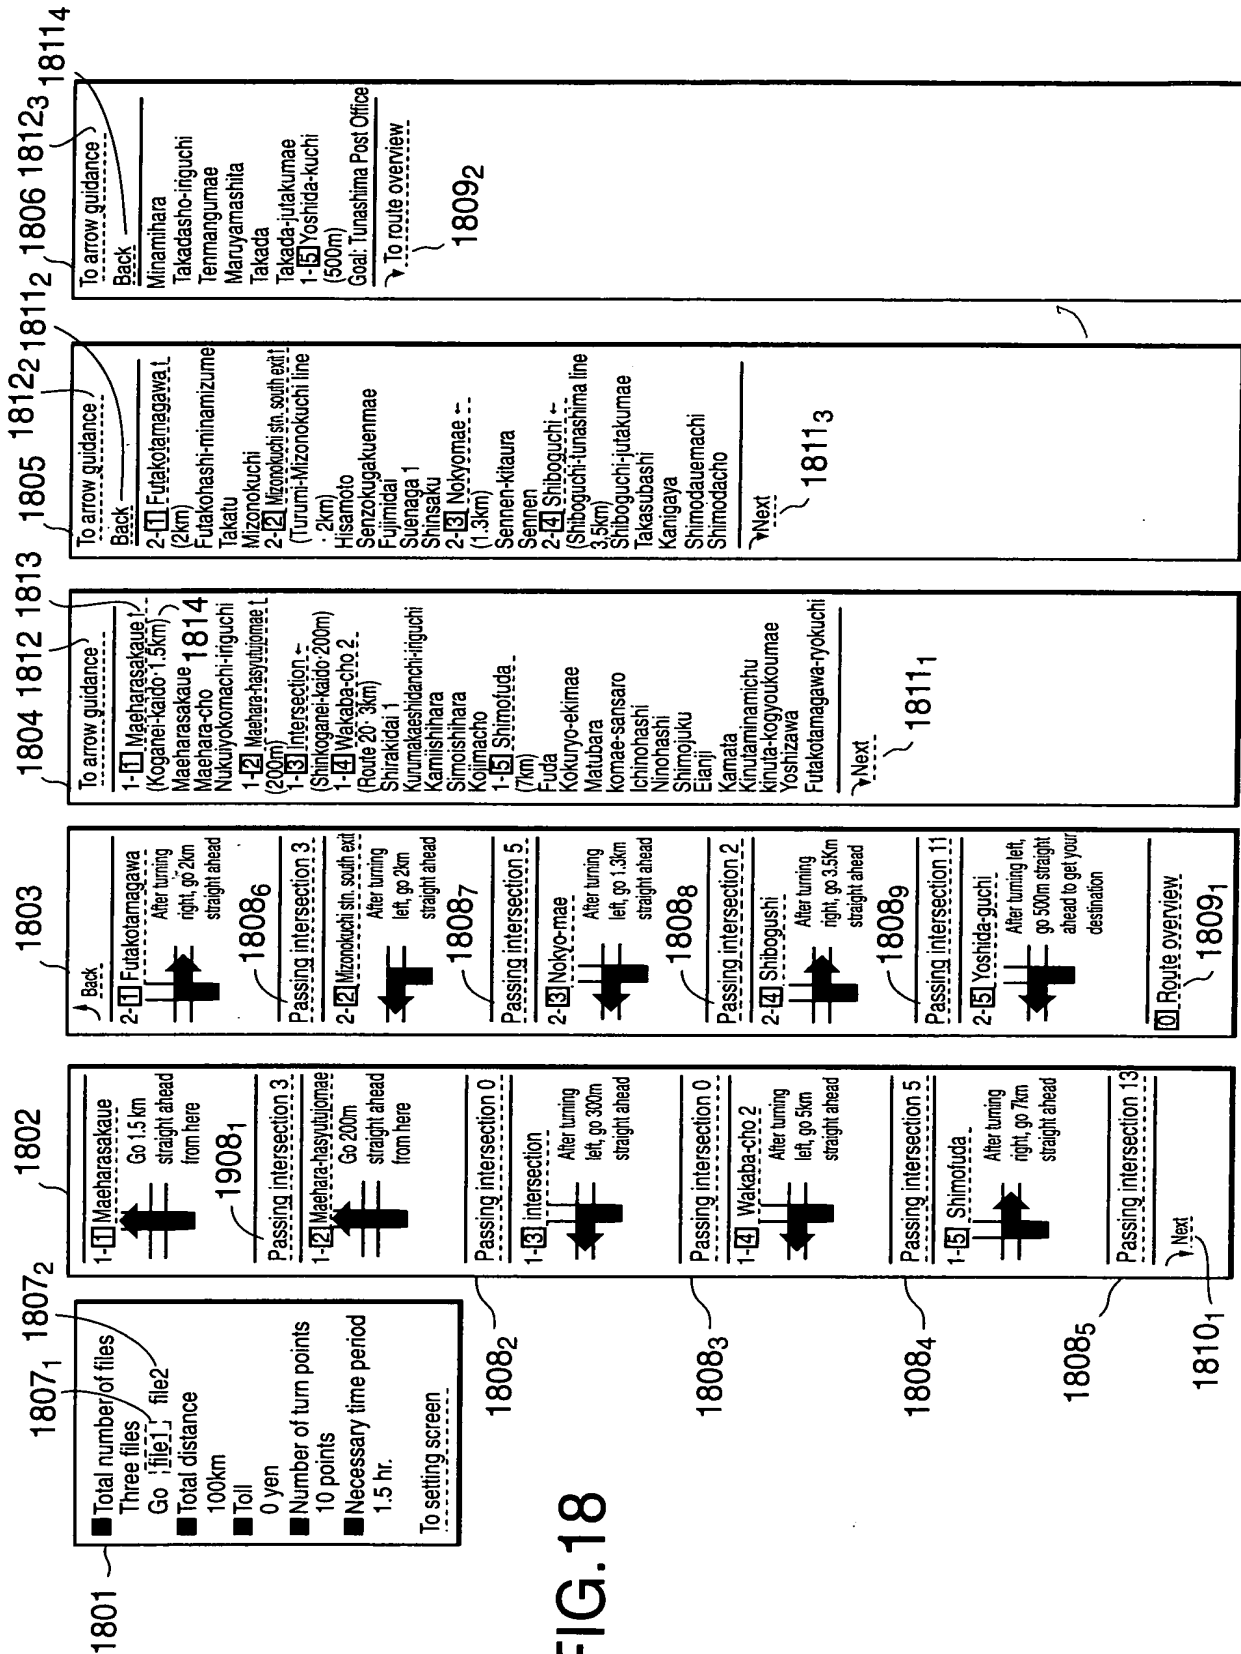 FIG.18
1801
1807₁
1807₂
■ Total number of files
Three files
Go file1 file2
■ Total distance
100km
■ Toll
0 yen
■ Number of turn points
10 points
■ Necessary time period
1.5 hr.
To setting screen
1802
1-1 Maeharasakaue
Go 1.5 km
straight ahead
from here
1908₁
Passing intersection 3
1-2 Maehara-hasyutujomae
Go 200m
straight ahead
from here
Passing intersection 0
1808₂
1-3 intersection
After turning
left, go 300m
straight ahead
Passing intersection 0
1808₃
1-4 Wakaba-cho 2
After turning
left, go 5km
straight ahead
Passing intersection 5
1808₄
1-5 Shimofuda
After turning
right, go 7km
straight ahead
Passing intersection 13
1808₅
Next
1810₁
1803
Back
2-1 Futakotamagawa
After turning
right, go 2km
straight ahead
1808₆
Passing intersection 3
2-2 Mizonokuchi stn, south exit
After turning
left, go 2km
straight ahead
1808₇
Passing intersection 5
2-3 Nokyo-mae
After turning
left, go 1.3km
straight ahead
1808₈
Passing intersection 2
2-4 Shibogushi
After turning
right, go 3.5Km
straight ahead
1808₉
Passing intersection 11
2-5 Yoshida-guchi
After turning left,
go 500m straight
ahead to get your
destination
0 Route overview
1809₁
1804
1812
1813
To arrow guidance
1-1 Maeharasakaue ↑
(Koganei-kaido· 1.5km)
1814
Maeharasakaue
Maehara-cho
Nukuiyokomachi-iriguchi
1-2 Maehara-hasyutujomae ↑
(200m)
1-3 Intersection ←
(Shinkoganei-kaido·200m)
1-4 Wakaba-cho 2
(Route 20· 3km)
Shirakidai 1
Kurumakaeshidanchi-iriguchi
Kamiishihara
Simoishihara
Kojimacho
1-5 Shimofuda
(7km)
Fuda
Kokuryo-ekimae
Matubara
komae-sansaro
Ichinohashi
Ninohashi
Shimojuku
Eianji
Kamata
Kinutaminamichu
kinuta-kogyoukoumae
Yoshizawa
Futakotamagawa-ryokuchi
Next
1811₁
1805
1812₂
1811₂
To arrow guidance
Back
2-1 Futakotamagawa ↑
(2km)
Futakohashi-minamizume
Takatu
Mizonokuchi
2-2 Mizonokuchi stn, south exit ↑
(Turumi-Mizonokuchi line
· 2km)
Hisamoto
Senzokugakuenmae
Fujimidai
Suenaga 1
Shinsaku
2-3 Nokyomae ←
(1.3km)
Sennen-kitaura
Sennen
2-4 Shiboguchi ←
(Shiboguchi-tunashima line
3.5km)
Shiboguchi-jutakumae
Takasubashi
Kanigaya
Shimodauemachi
Shimodacho
Next
1811₃
1806
1812₃
1811₄
To arrow guidance
Back
Minamihara
Takadasho-iriguchi
Tenmangumae
Maruyamashita
Takada
Takada-jutakumae
1-5 Yoshida-kuchi
(500m)
Goal: Tunashima Post Office
To route overview
1809₂